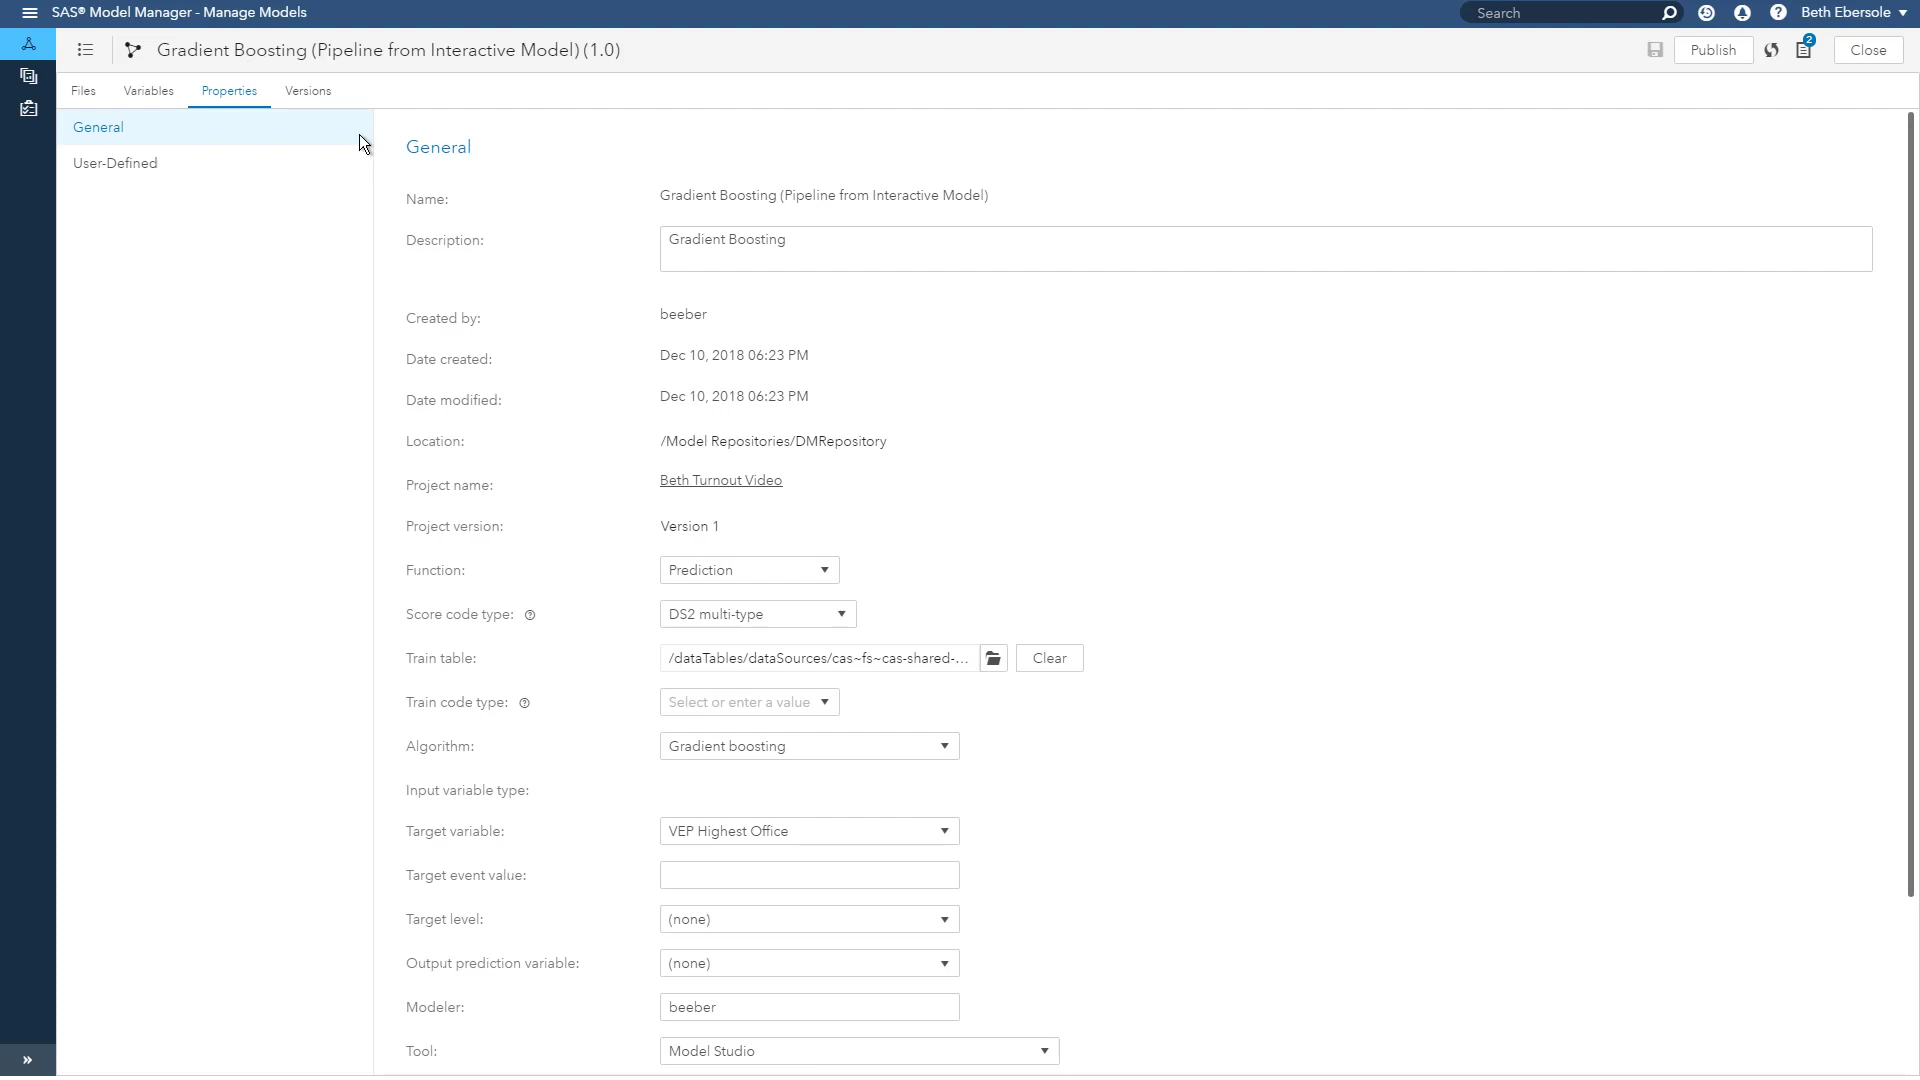 SAS® Model Manager - Manage Models
Search
Beth Ebersole
Gradient Boosting (Pipeline from Interactive Model) (1.0)
Publish
2
Close
Files
Variables
Properties
Versions
General
User-Defined
General
Name:
Gradient Boosting (Pipeline from Interactive Model)
Description:
Gradient Boosting
Created by:
beeber
Date created:
Dec 10, 2018 06:23 PM
Date modified:
Dec 10, 2018 06:23 PM
Location:
/Model Repositories/DMRepository
Project name:
Beth Turnout Video
Project version:
Version 1
Function:
Prediction
Score code type:
DS2 multi-type
Train table:
/dataTables/dataSources/cas~fs~cas-shared-...
Clear
Train code type:
Select or enter a value
Algorithm:
Gradient boosting
Input variable type:
Target variable:
VEP Highest Office
Target event value:
Target level:
(none)
Output prediction variable:
(none)
Modeler:
beeber
Tool:
Model Studio